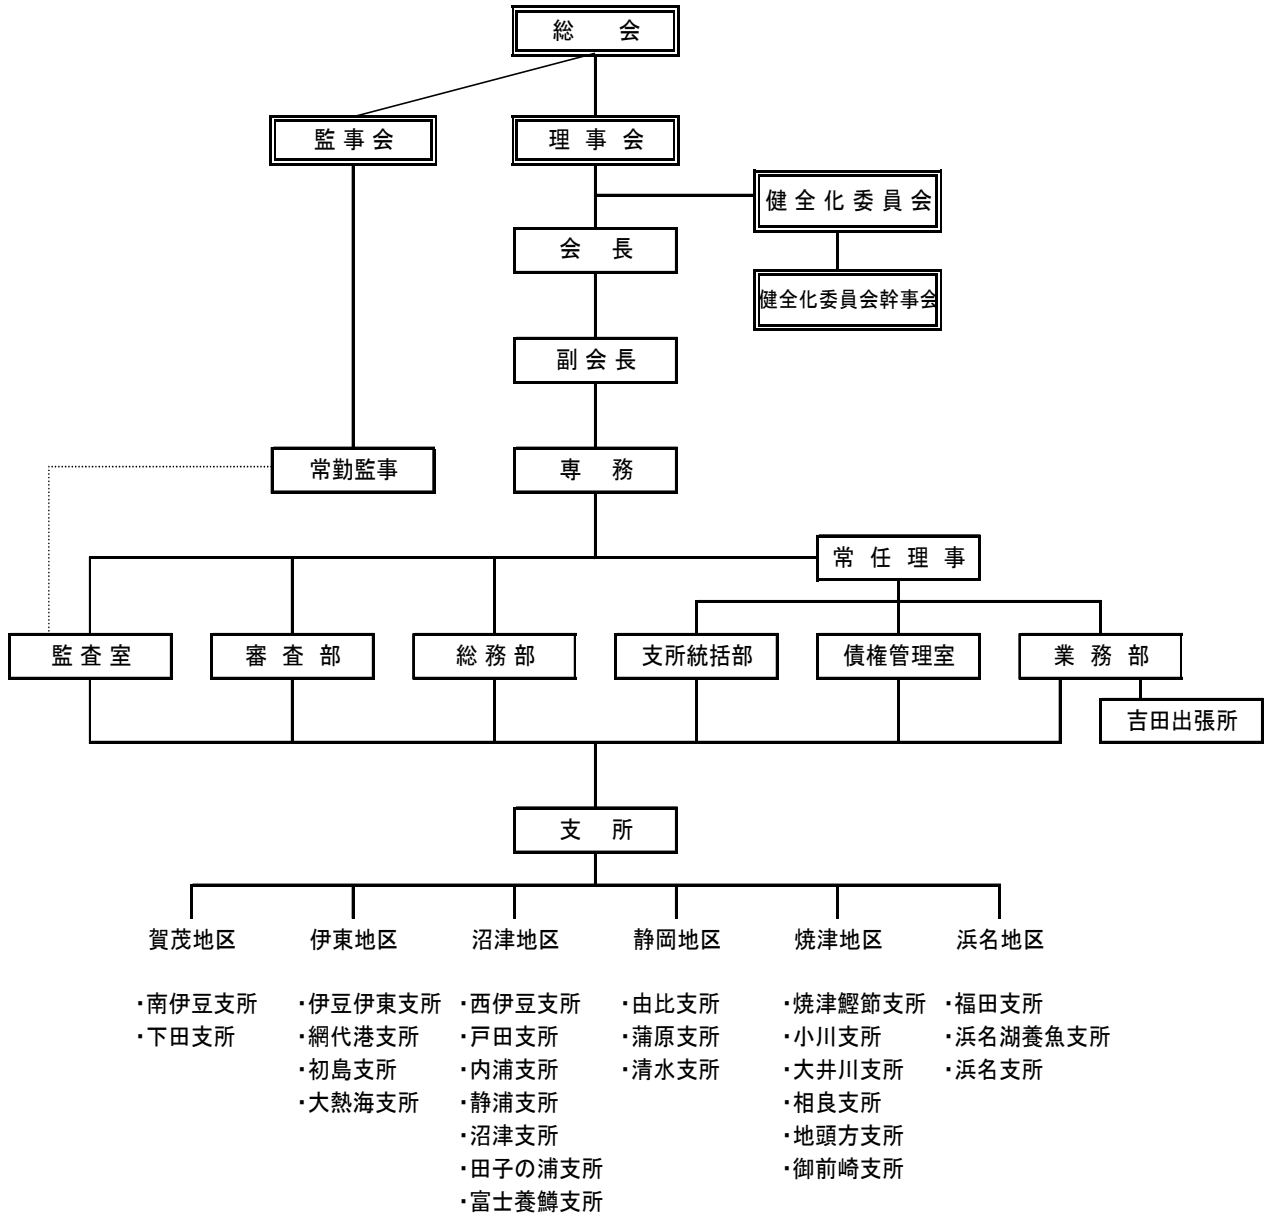 総　会
監事会
理事会
健全化委員会
会　長
健全化委員会幹事会
副会長
常勤監事
専　務
常任理事
監査室
審査部
総務部
支所統括部
債権管理室
業務部
吉田出張所
支　所
賀茂地区
・南伊豆支所
・下田支所
伊東地区
・伊豆伊東支所
・網代港支所
・初島支所
・大熱海支所
沼津地区
・西伊豆支所
・戸田支所
・内浦支所
・静浦支所
・沼津支所
・田子の浦支所
・富士養鱒支所
静岡地区
・由比支所
・蒲原支所
・清水支所
焼津地区
・焼津鰹節支所
・小川支所
・大井川支所
・相良支所
・地頭方支所
・御前崎支所
浜名地区
・福田支所
・浜名湖養魚支所
・浜名支所